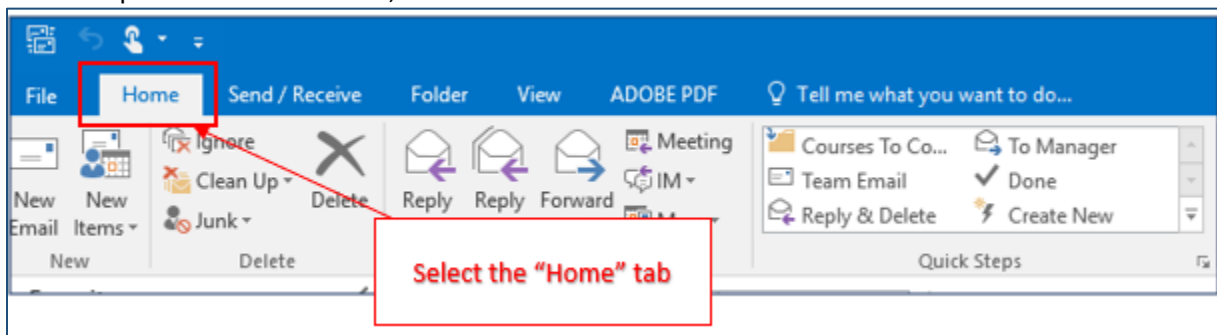 File Home Send / Receive Folder View ADOBE PDF Tell me what you want to do...
Ignore
Clean Up
Junk
Delete
New Email
New Items
Reply
Reply
Forward
Meeting
IM
Courses To Co...
Team Email
Reply & Delete
To Manager
Done
Create New
New
Delete
Quick Steps
Select the “Home” tab